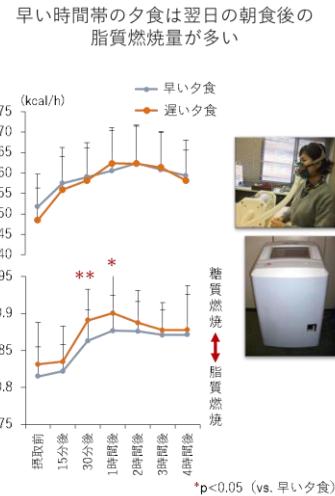 早い時間帯の夕食は翌日の朝食後の
脂質燃焼量が多い
(kcal/h)
早い夕食
遅い夕食
75
70
65
60
55
50
45
40
95
0.9
85
0.8
75
** *
糖質燃焼
脂質燃焼
摂取前
15分後
30分後
1時間後
2時間後
3時間後
4時間後
*p<0.05 (vs. 早い夕食)